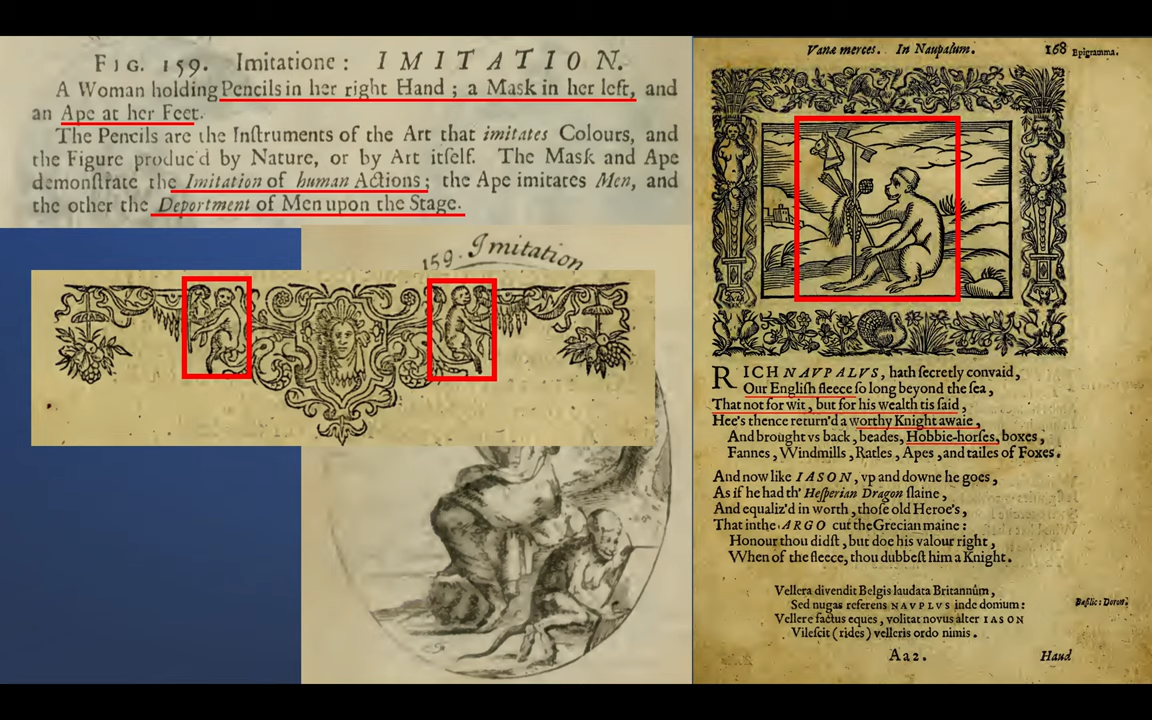 FIG. 159. Imitatione: IMITATION.
A Woman holding Pencils in her right Hand; a Mask in her left, and
an Ape at her Feet.
The Pencils are the Inſtruments of the Art that imitates Colours, and
the Figure produc'd by Nature, or by Art itſelf. The Mask and Ape
demonſtrate the Imitation of human Actions; the Ape imitates Men, and
the other the Deportment of Men upon the Stage.
159. Imitation
Vanæ merces. In Naupalum.
168
Epigramma.
RICH NAVPALVS, hath ſecretly convaid,
Our Engliſh fleece ſo long beyond the ſea,
That not for wit, but for his wealth tis ſaid,
Hee's thence return'd a worthy Knight awaie,
And brought vs back, beades, Hobbie-horſes, boxes,
Fannes, Windmills, Ratles, Apes, and tailes of Foxes.
And now like IASON, vp and downe he goes,
As if he had th' Heſperian Dragon ſlaine,
And equaliz'd in worth, thoſe old Heroe's,
That in the ARGO cut the Grecian maine:
Honour thou didſt, but doe his valour right,
When of the fleece, thou dubbeſt him a Knight.
Vellera divendit Belgis laudata Britannûm,
Sed nugas referens NAVPLVS inde domum:
Vellere factus eques, volitat novus alter IASON
Vileſcit (rides) velleris ordo nimis.
Baſilic: Doron.
Aa2.
Haud